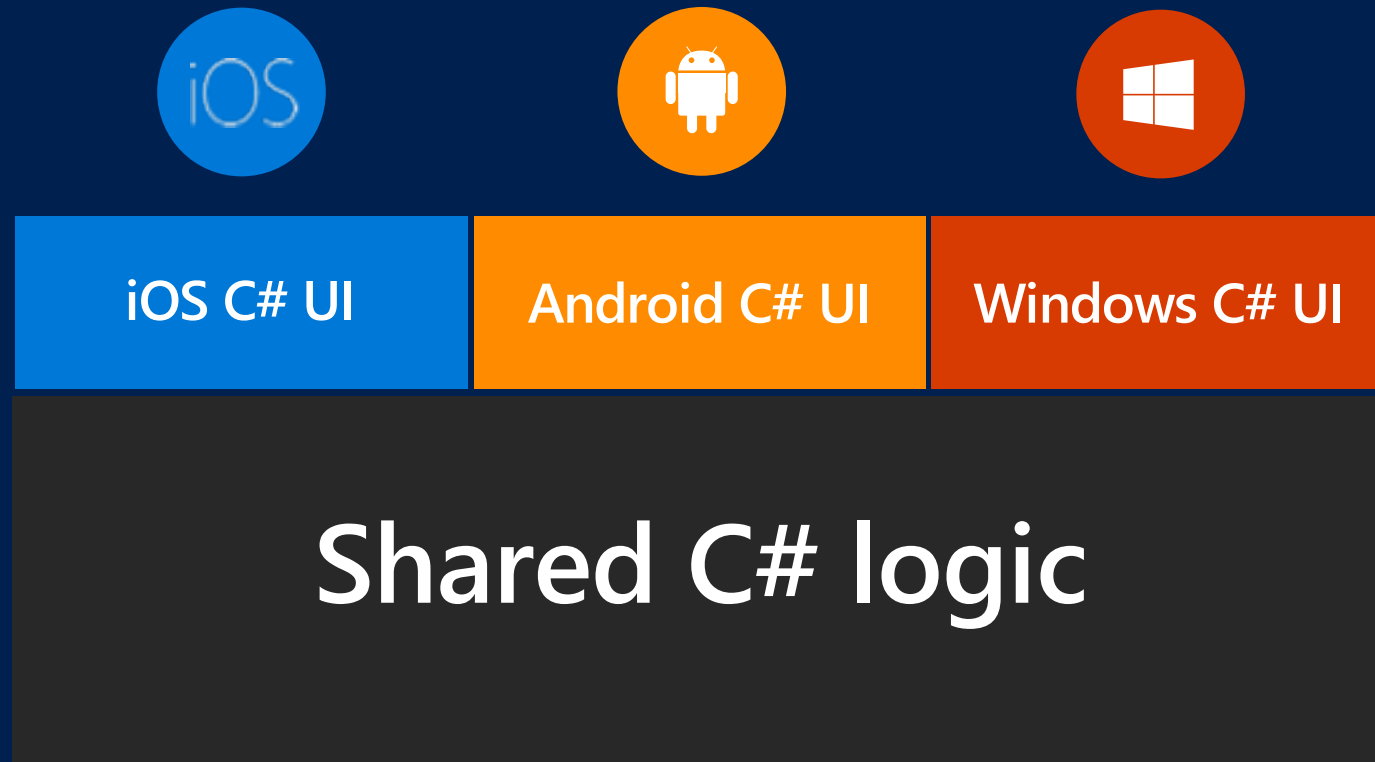 iOS
iOS C# UI
Android C# UI
Windows C# UI
Shared C# logic